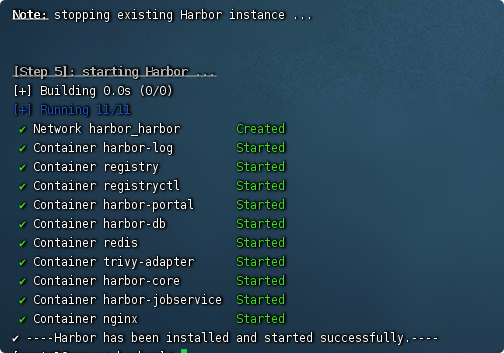 Note: stopping existing Harbor instance ...
[Step 5]: starting Harbor ...
[+] Building 0.0s (0/0)
[+] Running 11/11
✔ Network harbor_harbor Created
✔ Container harbor-log Started
✔ Container registry Started
✔ Container registryctl Started
✔ Container harbor-portal Started
✔ Container harbor-db Started
✔ Container redis Started
✔ Container trivy-adapter Started
✔ Container harbor-core Started
✔ Container harbor-jobservice Started
✔ Container nginx Started
✔ ----Harbor has been installed and started successfully.----